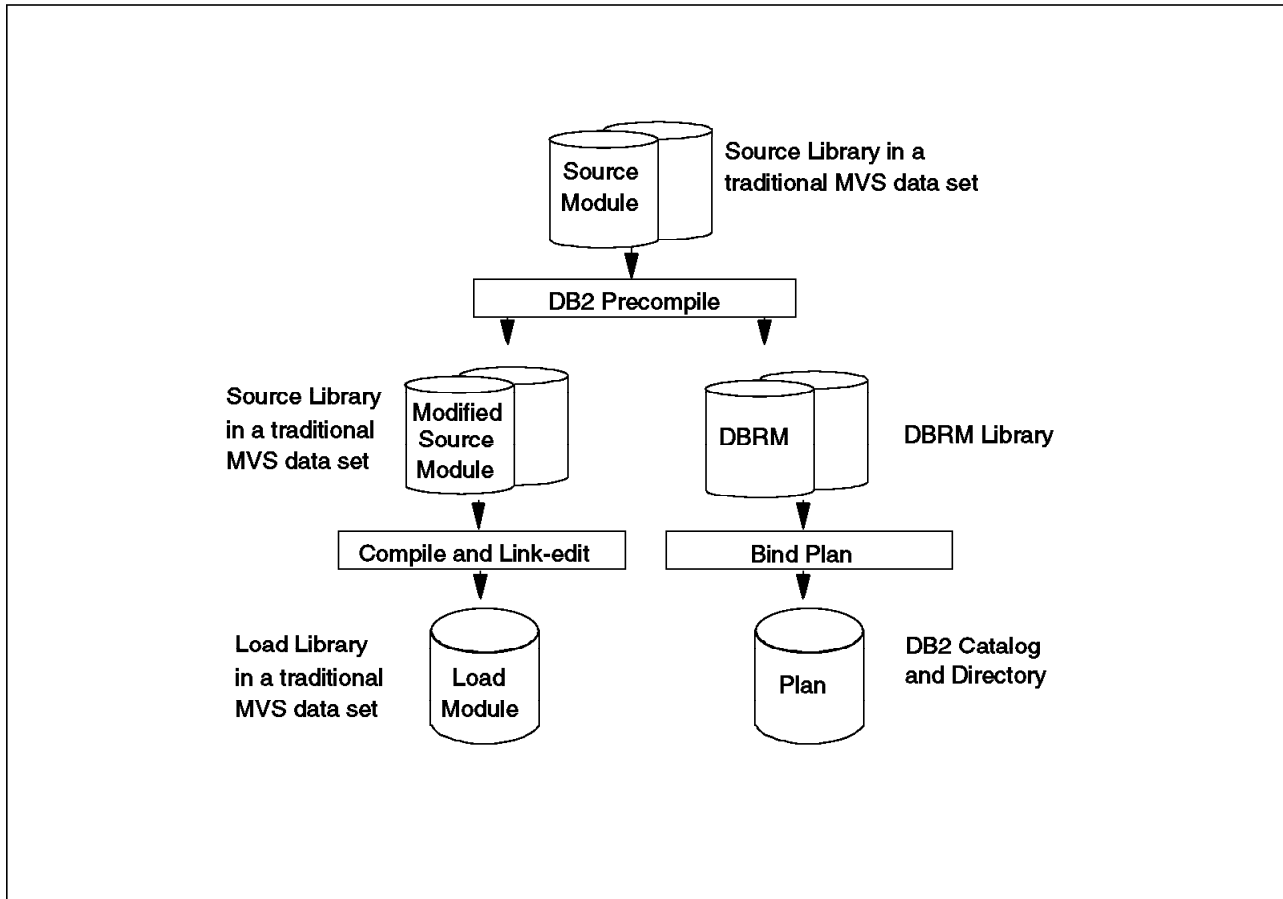 Source
Module
Source Library in a
traditional MVS data set
DB2 Precompile
Source Library
in a traditional
MVS data set
Modified
Source
Module
DBRM
DBRM Library
Compile and Link-edit
Bind Plan
Load Library
in a traditional
MVS data set
Load
Module
Plan
DB2 Catalog
and Directory